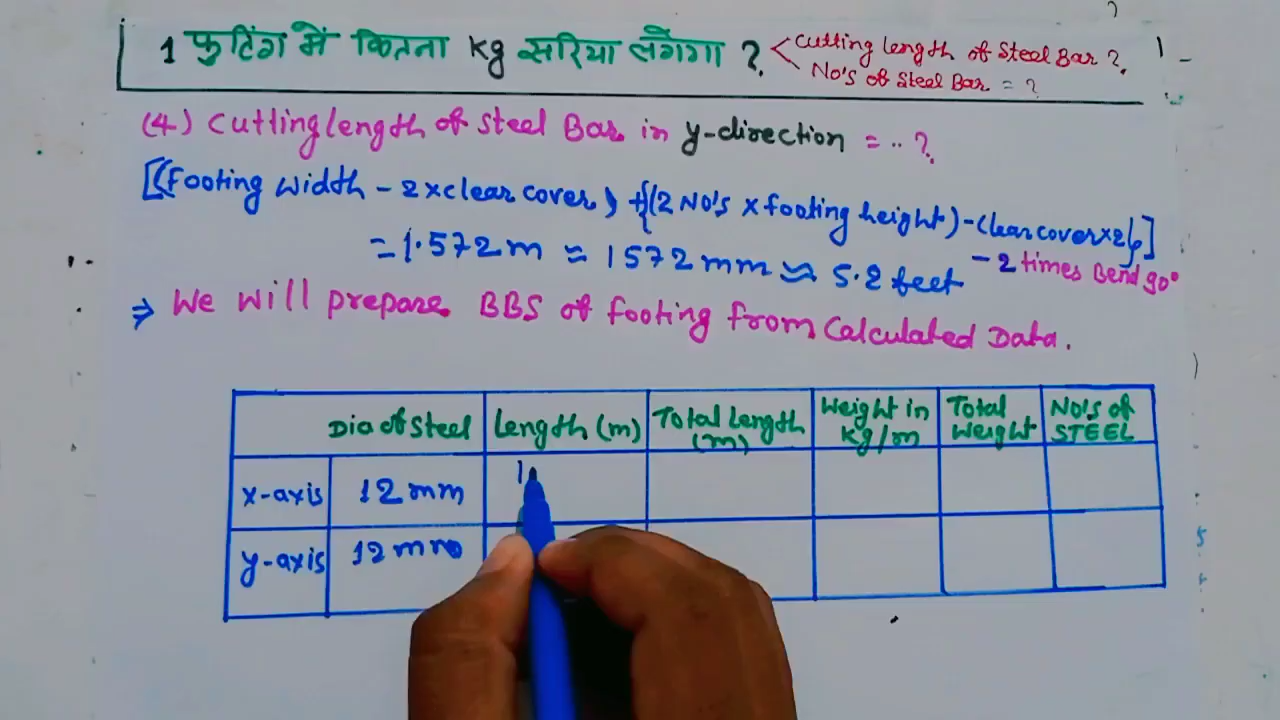 1 फुटिंग में कितना kg सरिया लगेगा ?
Cutting length of Steel Bar ?
No's of Steel Bar = ?
(4) Cutting length of Steel Bar in y-direction = .. ?
[(footing width - 2 x clear cover) + {(2 No's x footing height) - clear cover x 2}]
- 2 times Bend 90°
= 1.572 m ≈ 1572 mm ≈ 5.2 feet
⇒ We will prepare BBS of footing from Calculated Data.
Dia of Steel Length (m) Total Length (m) Weight in kg/m Total Weight No's of STEEL
x-axis 12 mm 1
y-axis 12 mm